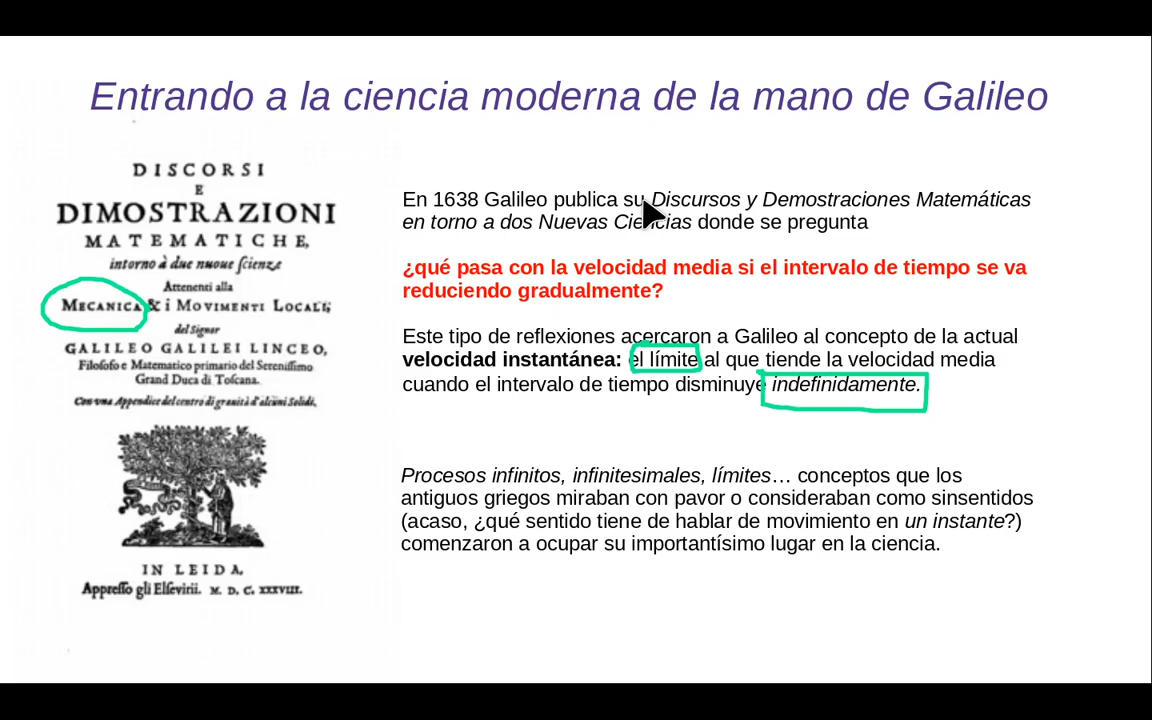 Entrando a la ciencia moderna de la mano de Galileo
DISCORSI
E
DIMOSTRAZIONI
MATEMATICHE,
intorno à due nuoue ſcienze
Attenenti alla
MECANICA & i MOVIMENTI LOCALI;
del Signor
GALILEO GALILEI LINCEO,
Filoſofo e Matematico primario del Sereniſſimo
Grand Duca di Toſcana.
Con vna Appendice del centro di grauità d'alcuni Solidi.
IN LEIDA,
Appreſſo gli Elſevirii. M. D. C. XXXVIII.
En 1638 Galileo publica su Discursos y Demostraciones Matemáticas
en torno a dos Nuevas Ciencias donde se pregunta
¿qué pasa con la velocidad media si el intervalo de tiempo se va
reduciendo gradualmente?
Este tipo de reflexiones acercaron a Galileo al concepto de la actual
velocidad instantánea: el límite al que tiende la velocidad media
cuando el intervalo de tiempo disminuye indefinidamente.
Procesos infinitos, infinitesimales, límites… conceptos que los
antiguos griegos miraban con pavor o consideraban como sinsentidos
(acaso, ¿qué sentido tiene de hablar de movimiento en un instante?)
comenzaron a ocupar su importantísimo lugar en la ciencia.